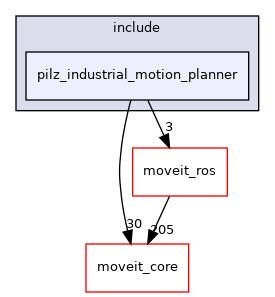 include
pilz_industrial_motion_planner
3
moveit_ros
30
205
moveit_core